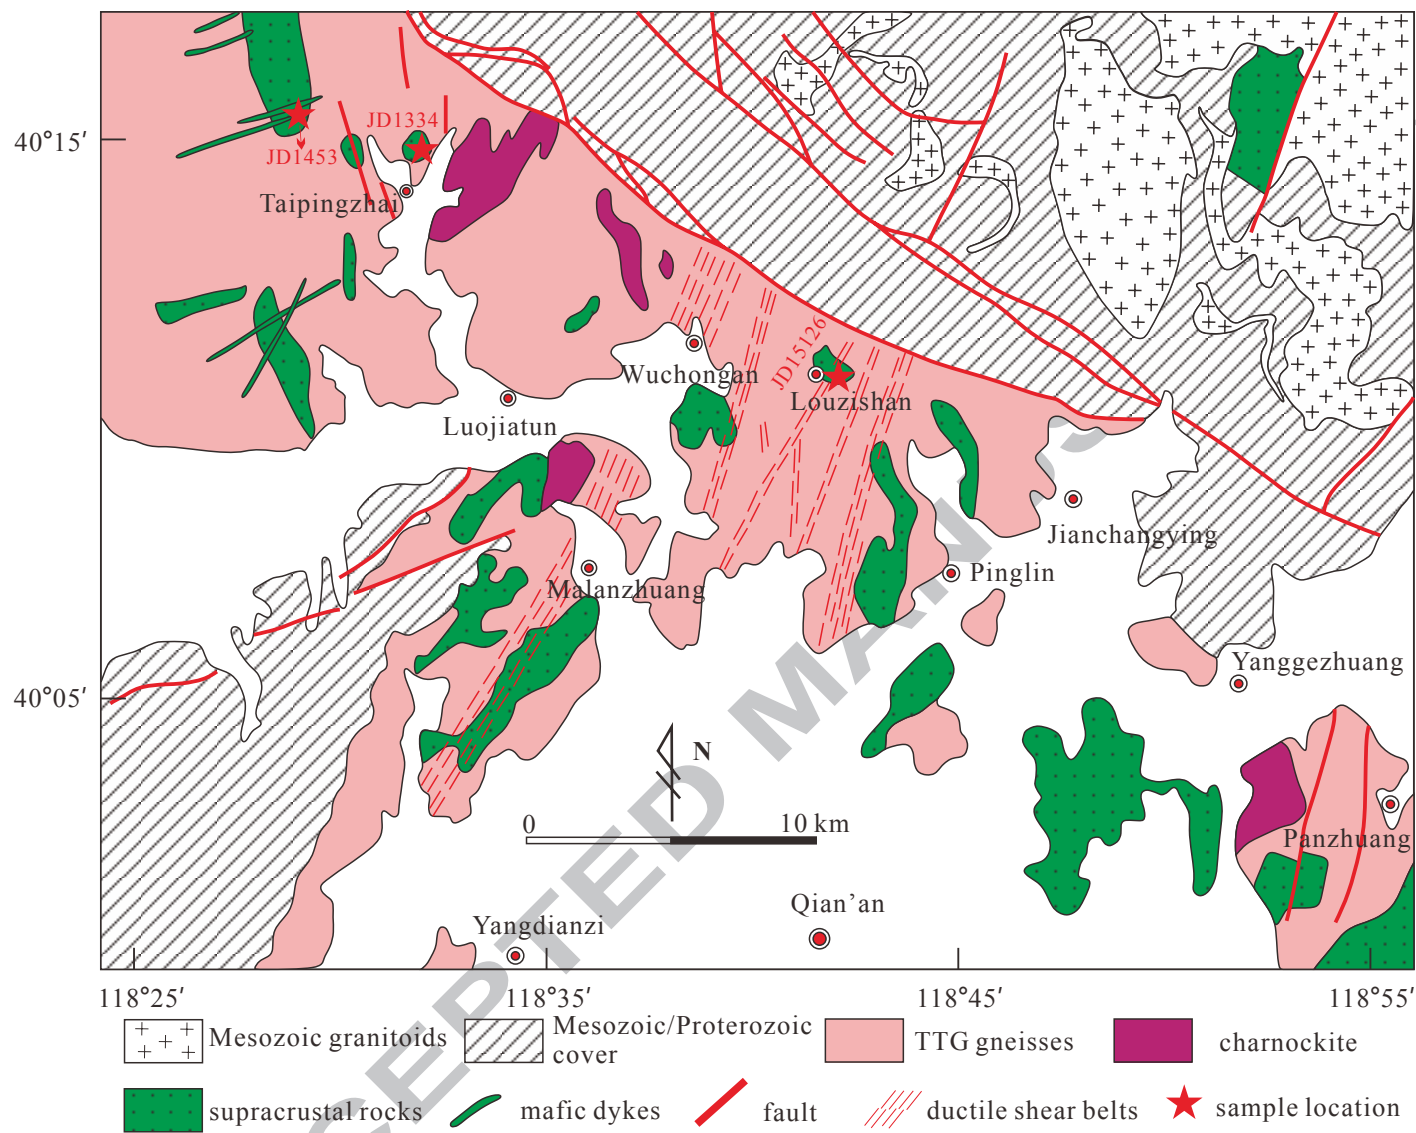 40°15′
JD1453
JD1334
Taipingzhai
JD15126
Wuchongan
Louzishan
Luojiatun
Jianchangying
Pinglin
Malanzhuang
Yanggezhuang
40°05′
N
0 10 km
Panzhuang
Qian’an
Yangdianzi
118°25′ 118°35′ 118°45′ 118°55′
Mesozoic granitoids
Mesozoic/Proterozoic
cover
TTG gneisses
charnockite
supracrustal rocks
mafic dykes
fault
ductile shear belts
sample location